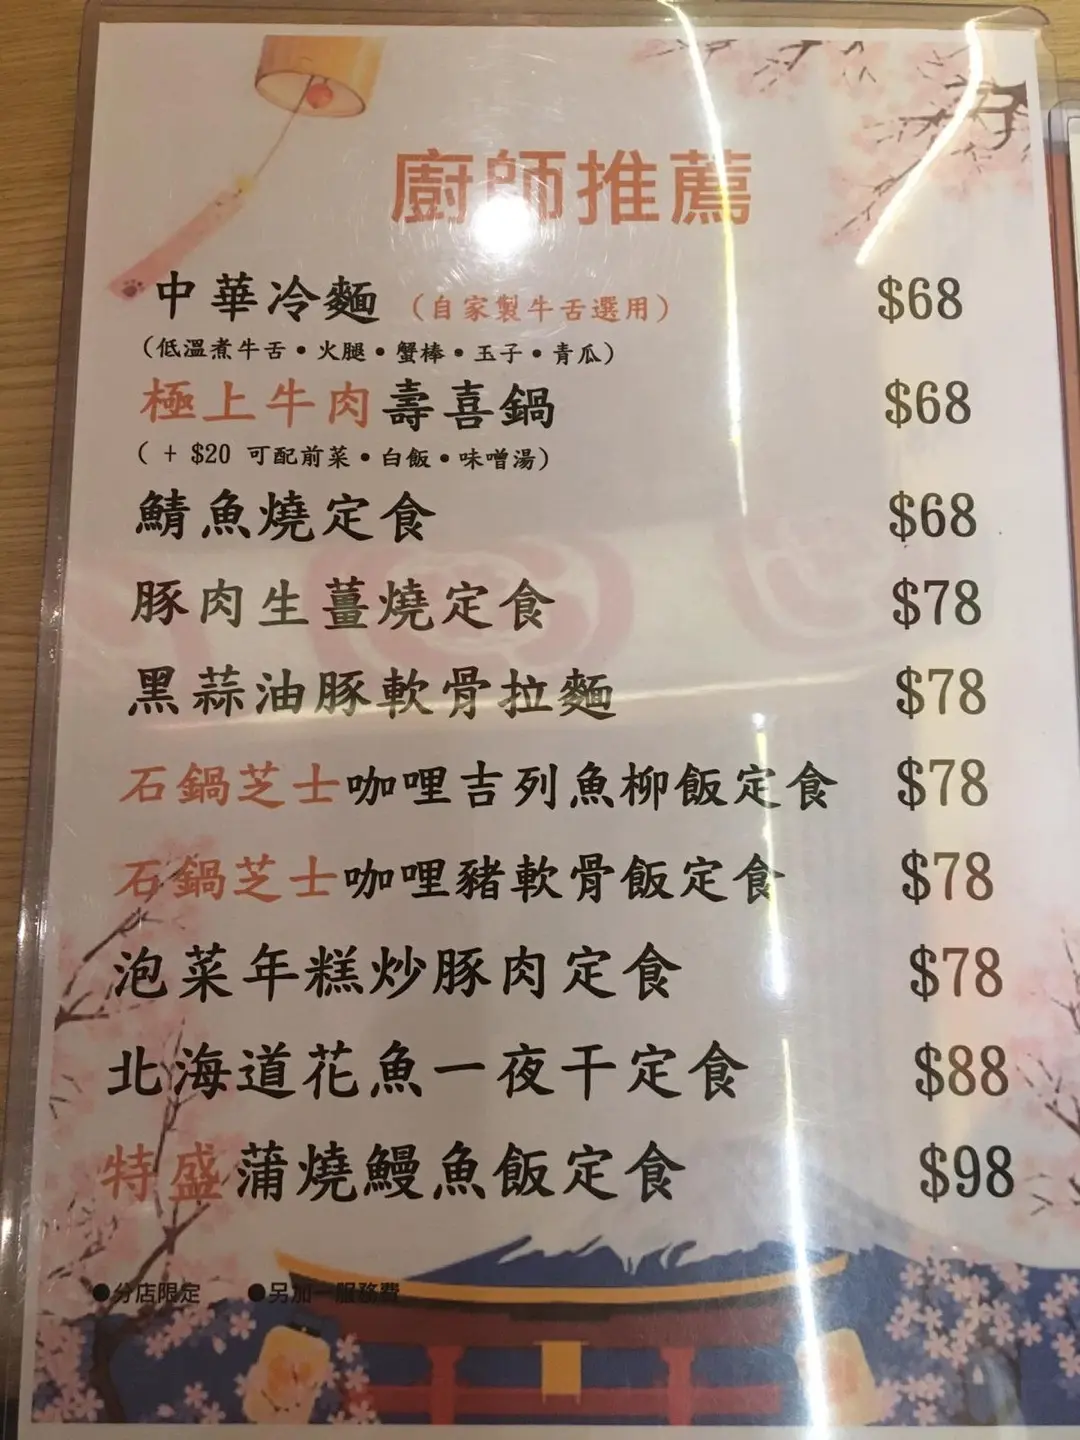 廚師推薦
中華冷麵 (自家製牛舌選用) $68
(低溫煮牛舌•火腿•蟹棒•玉子•青瓜)
極上牛肉壽喜鍋 $68
( + $20 可配前菜•白飯•味噌湯)
鯖魚燒定食 $68
豚肉生薑燒定食 $78
黑蒜油豚軟骨拉麵 $78
石鍋芝士咖哩吉列魚柳飯定食 $78
石鍋芝士咖哩豬軟骨飯定食 $78
泡菜年糕炒豚肉定食 $78
北海道花魚一夜干定食 $88
特盛蒲燒鰻魚飯定食 $98
●分店限定 ●另加一服務費